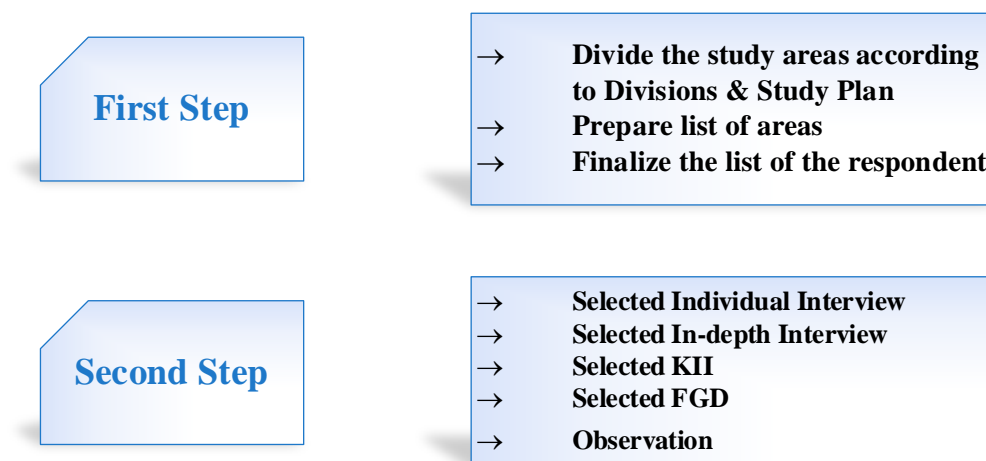 First Step
→ Divide the study areas according
to Divisions & Study Plan
→ Prepare list of areas
→ Finalize the list of the respondent
Second Step
→ Selected Individual Interview
→ Selected In-depth Interview
→ Selected KII
→ Selected FGD
→ Observation